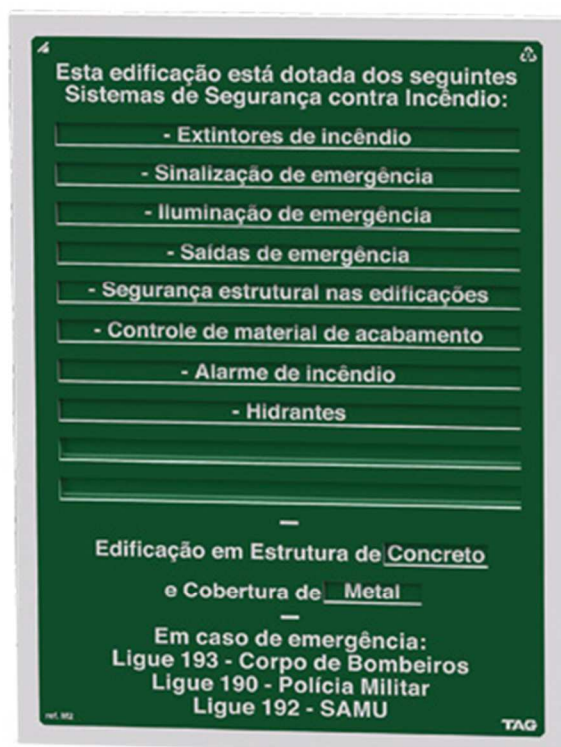 Esta edificação está dotada dos seguintes
Sistemas de Segurança contra Incêndio:
- Extintores de incêndio
- Sinalização de emergência
- Iluminação de emergência
- Saídas de emergência
- Segurança estrutural nas edificações
- Controle de material de acabamento
- Alarme de incêndio
- Hidrantes
Edificação em Estrutura de Concreto
e Cobertura de Metal
Em caso de emergência:
Ligue 193 - Corpo de Bombeiros
Ligue 190 - Polícia Militar
Ligue 192 - SAMU
ref. M2
TAG